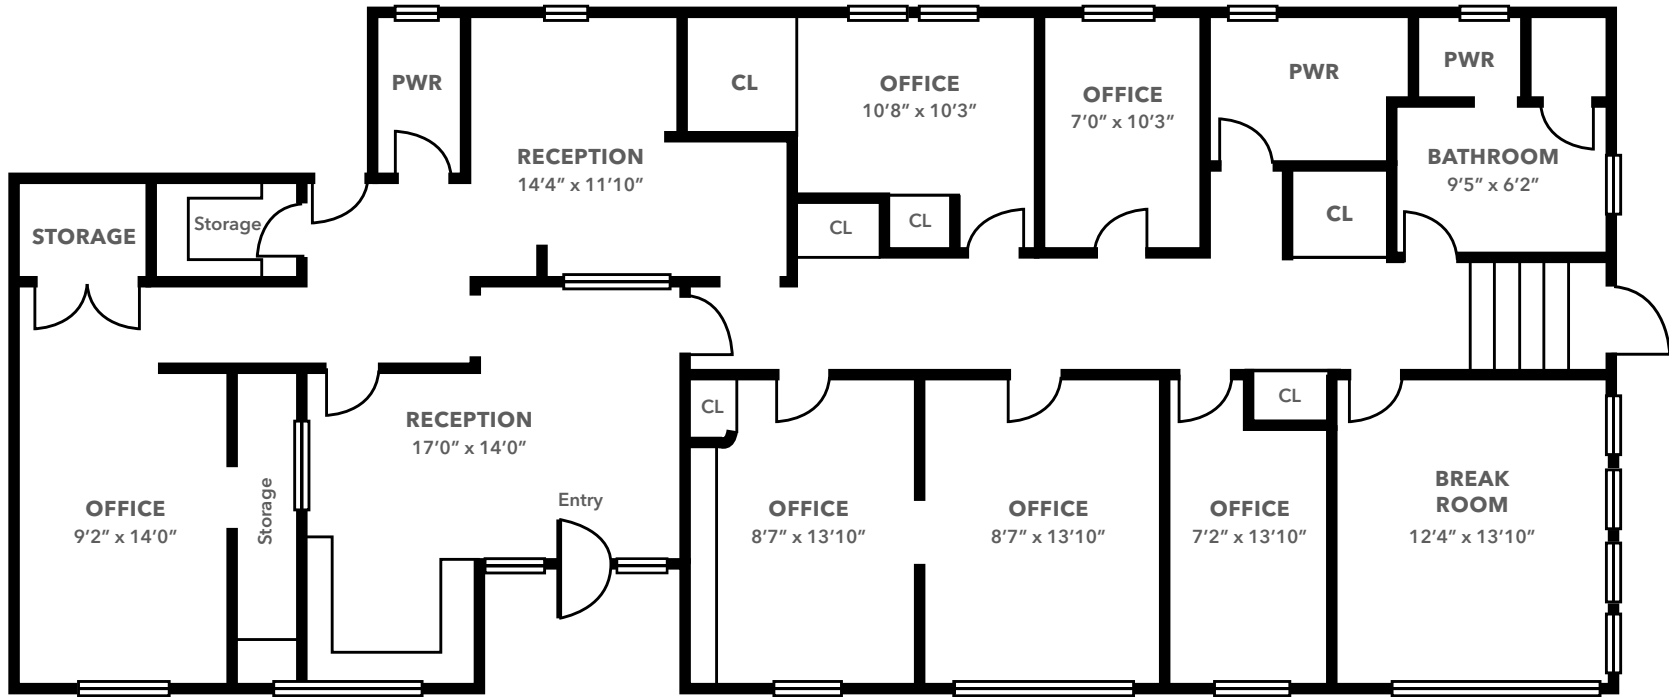 PWR
CL
OFFICE
10’8” x 10’3”
OFFICE
7’0” x 10’3”
PWR
PWR
RECEPTION
14’4” x 11’10”
BATHROOM
9’5” x 6’2”
STORAGE
Storage
CL
CL
CL
RECEPTION
17’0” x 14’0”
CL
CL
Entry
OFFICE
9’2” x 14’0”
Storage
OFFICE
8’7” x 13’10”
OFFICE
8’7” x 13’10”
OFFICE
7’2” x 13’10”
BREAK
ROOM
12’4” x 13’10”